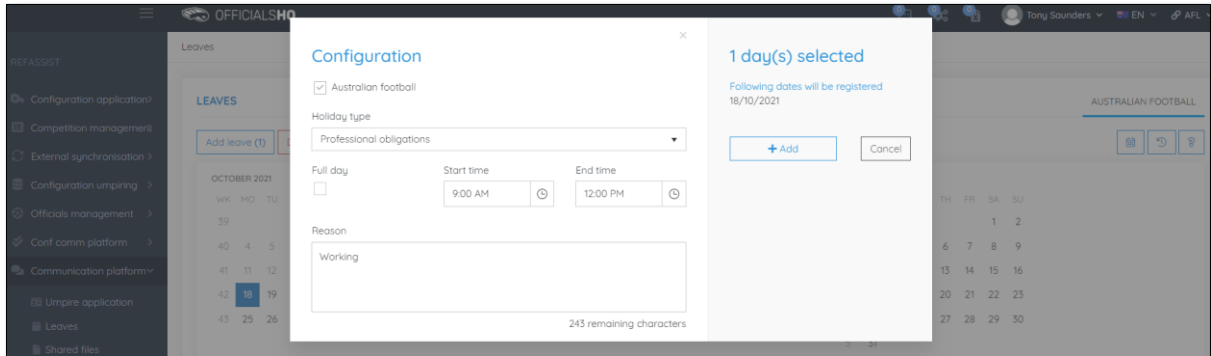 OFFICIALSHQ
Tony Saunders
EN
AFL
REFASSIST
Configuration application
Competition management
External synchronisation
Configuration umpiring
Officials management
Conf comm platform
Communication platform
Umpire application
Leaves
Shared files
Leaves
LEAVES
AUSTRALIAN FOOTBALL
Add leave (1)
OCTOBER 2021
WK MO TU
39
40 4 5
41 11 12
42 18 19
43 25 26
Configuration
Australian football
Holiday type
Professional obligations
Full day Start time End time
9:00 AM 12:00 PM
Reason
Working
243 remaining characters
1 day(s) selected
Following dates will be registered
18/10/2021
+ Add Cancel
TH FR SA SU
1 2
6 7 8 9
13 14 15 16
20 21 22 23
27 28 29 30